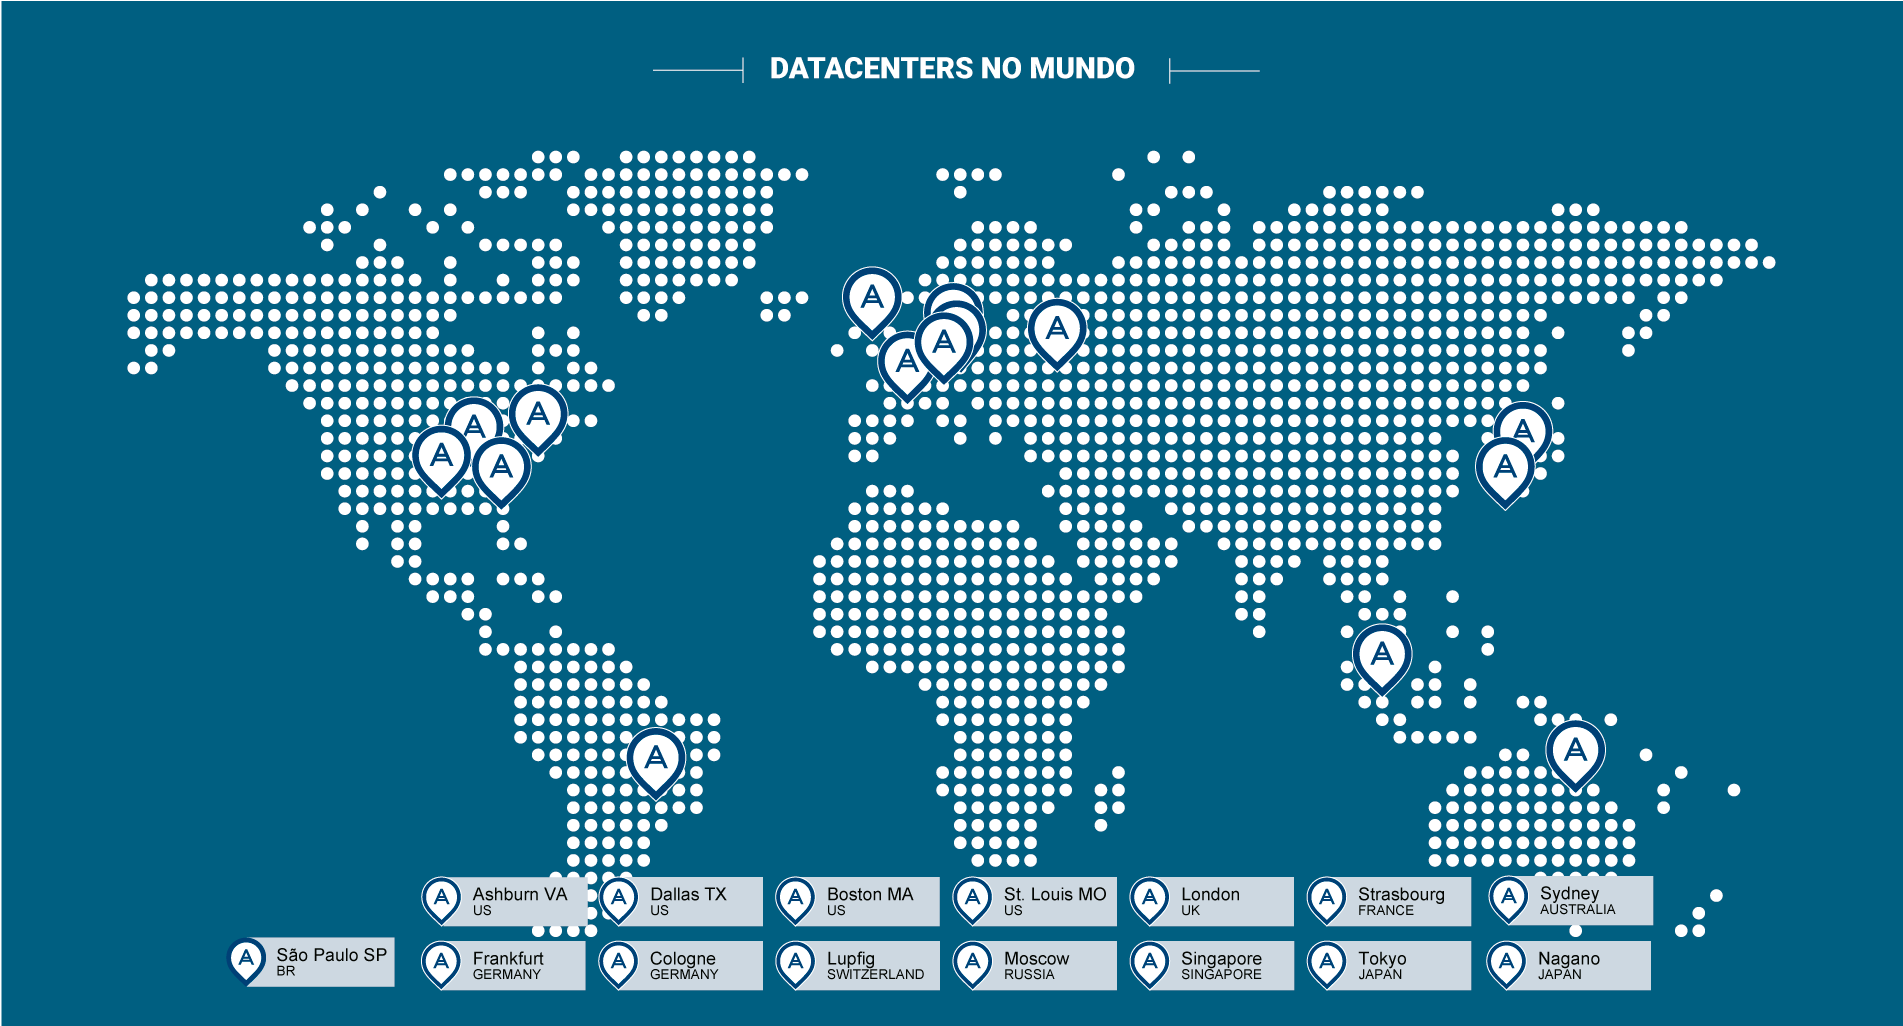 DATACENTERS NO MUNDO
Ashburn VA
US
Dallas TX
US
Boston MA
US
St. Louis MO
US
London
UK
Strasbourg
FRANCE
Sydney
AUSTRALIA
São Paulo SP
BR
Frankfurt
GERMANY
Cologne
GERMANY
Lupfig
SWITZERLAND
Moscow
RUSSIA
Singapore
SINGAPORE
Tokyo
JAPAN
Nagano
JAPAN